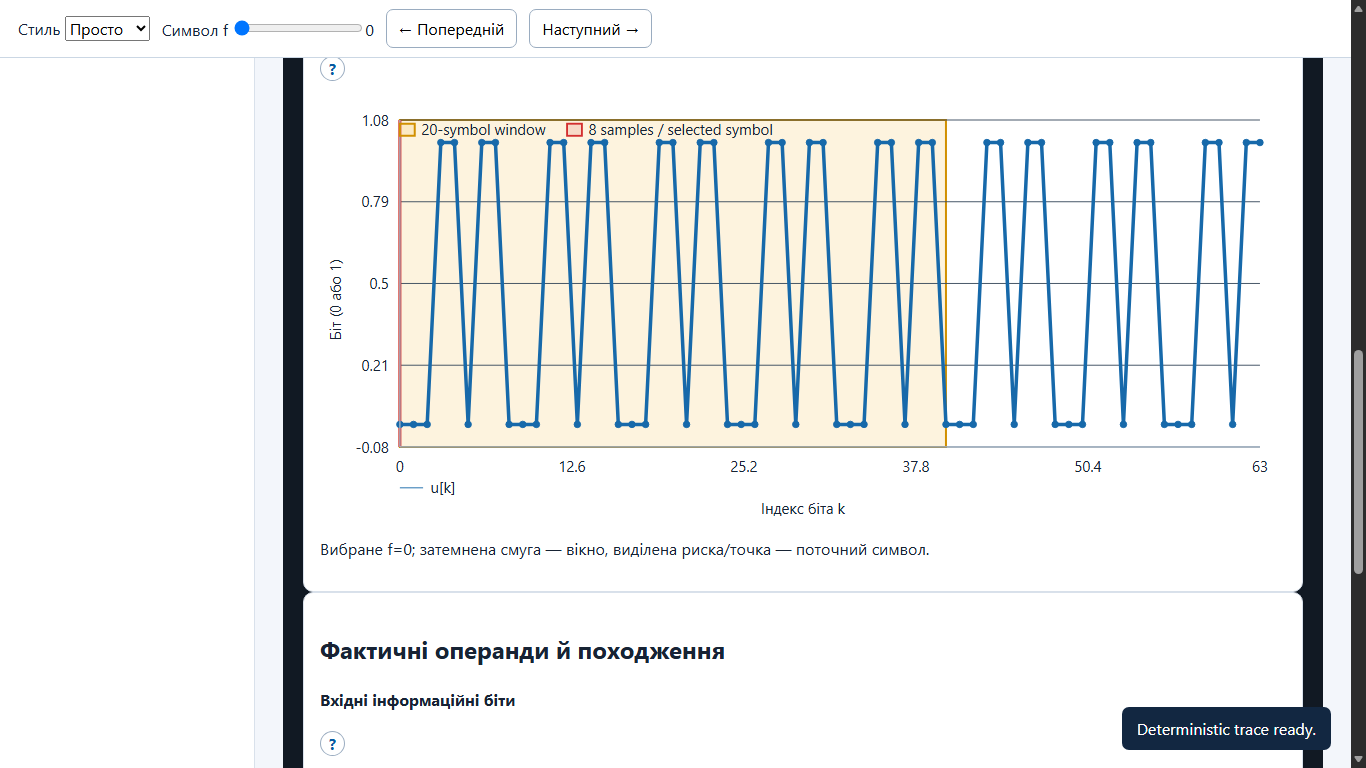 Стиль Просто Символ f 0 ← Попередній Наступний →
?
20-symbol window 8 samples / selected symbol
1.08
0.79
0.5
0.21
-0.08
Біт (0 або 1)
0 12.6 25.2 37.8 50.4 63
u[k]
Індекс біта k
Вибране f=0; затемнена смуга — вікно, виділена риска/точка — поточний символ.
Фактичні операнди й походження
Вхідні інформаційні біти
?
Deterministic trace ready.